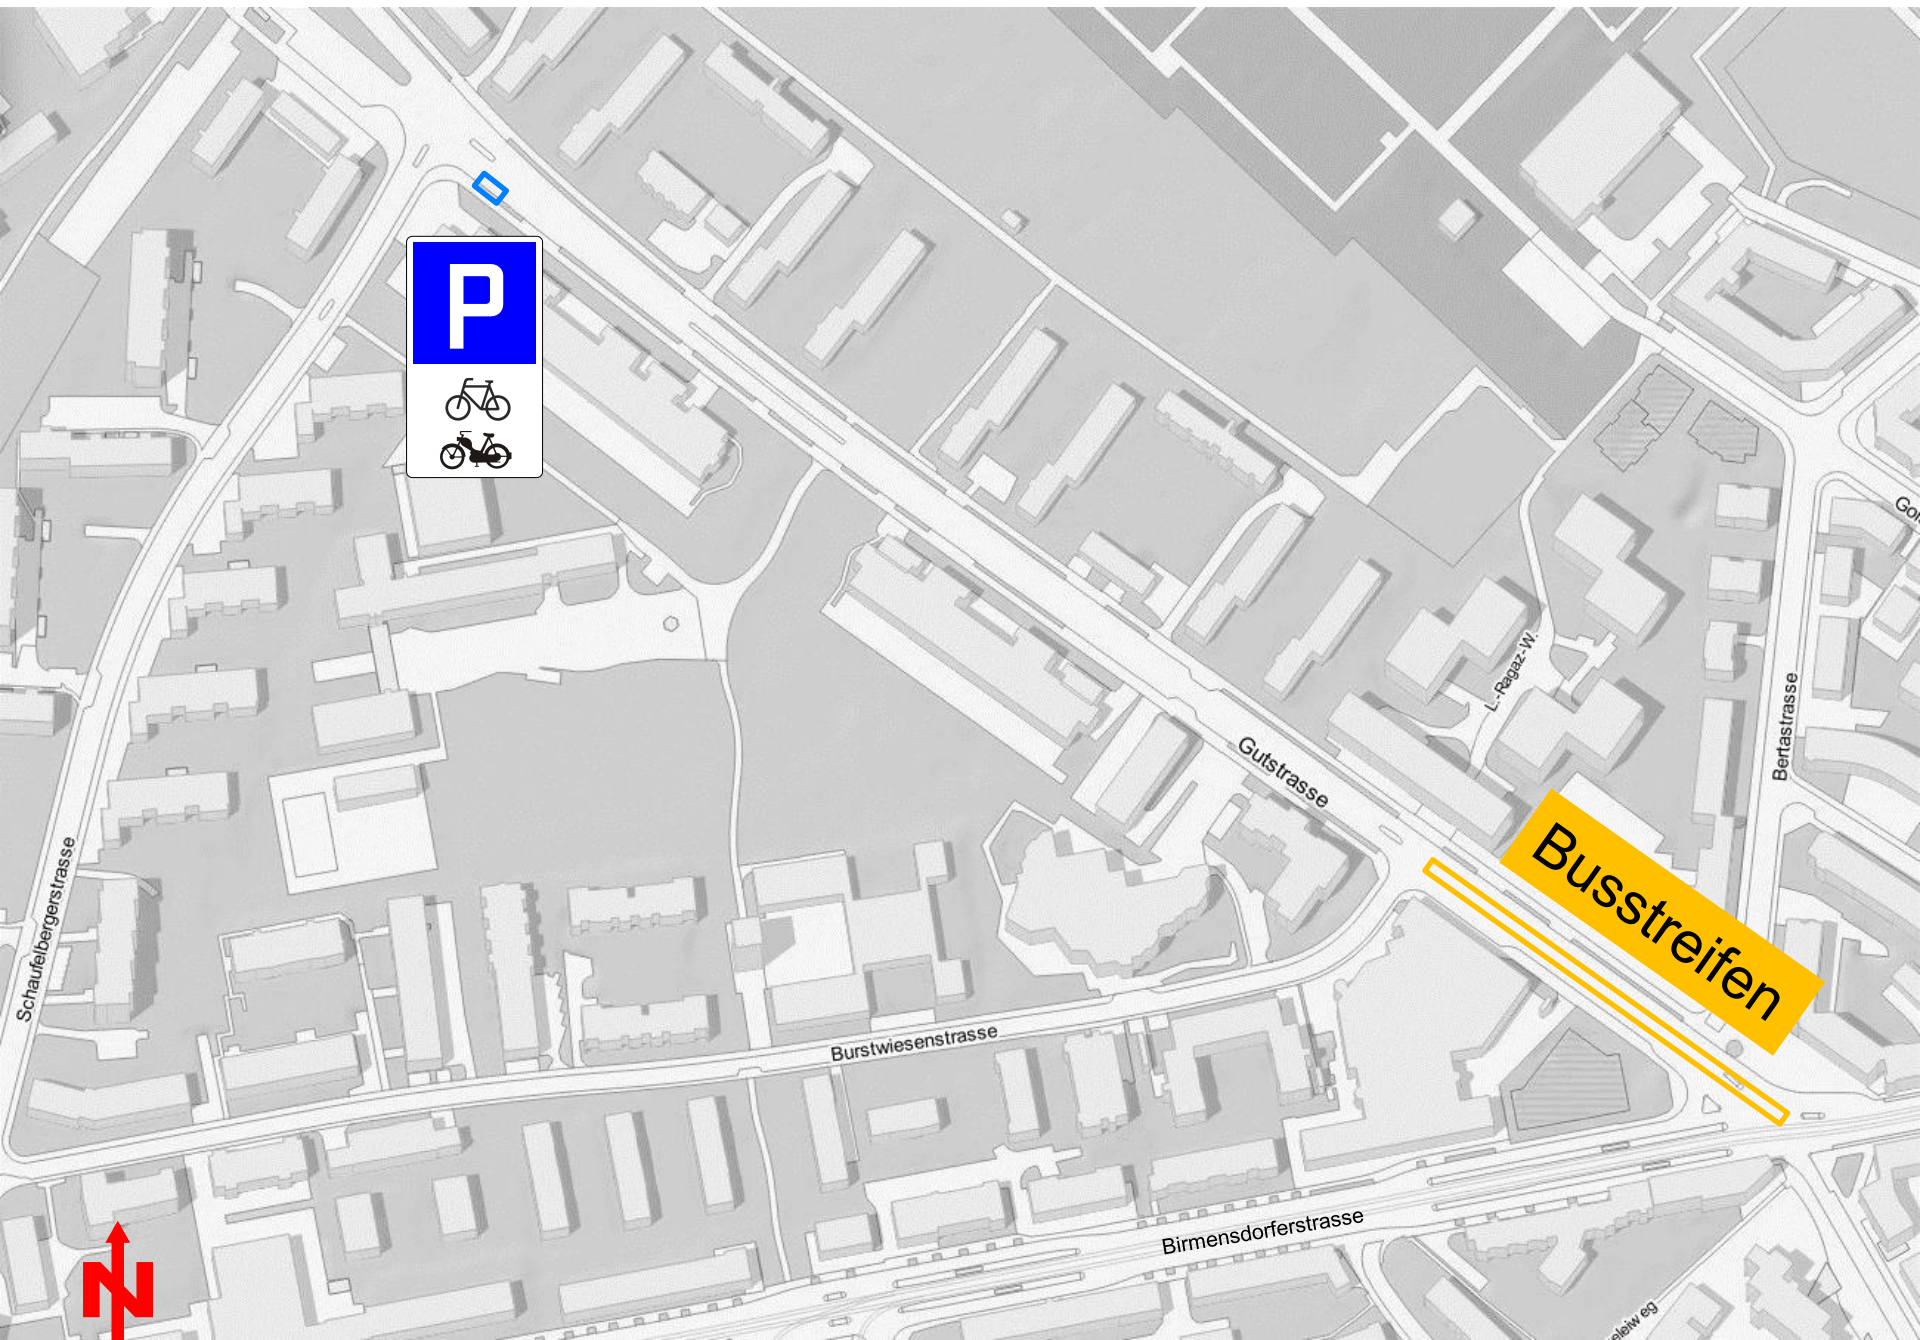 P
Gutstrasse
L.-Ragaz-W.
Bertastrasse
Busstreifen
Schaufelbergerstrasse
Burstwiesenstrasse
Birmensdorferstrasse
N